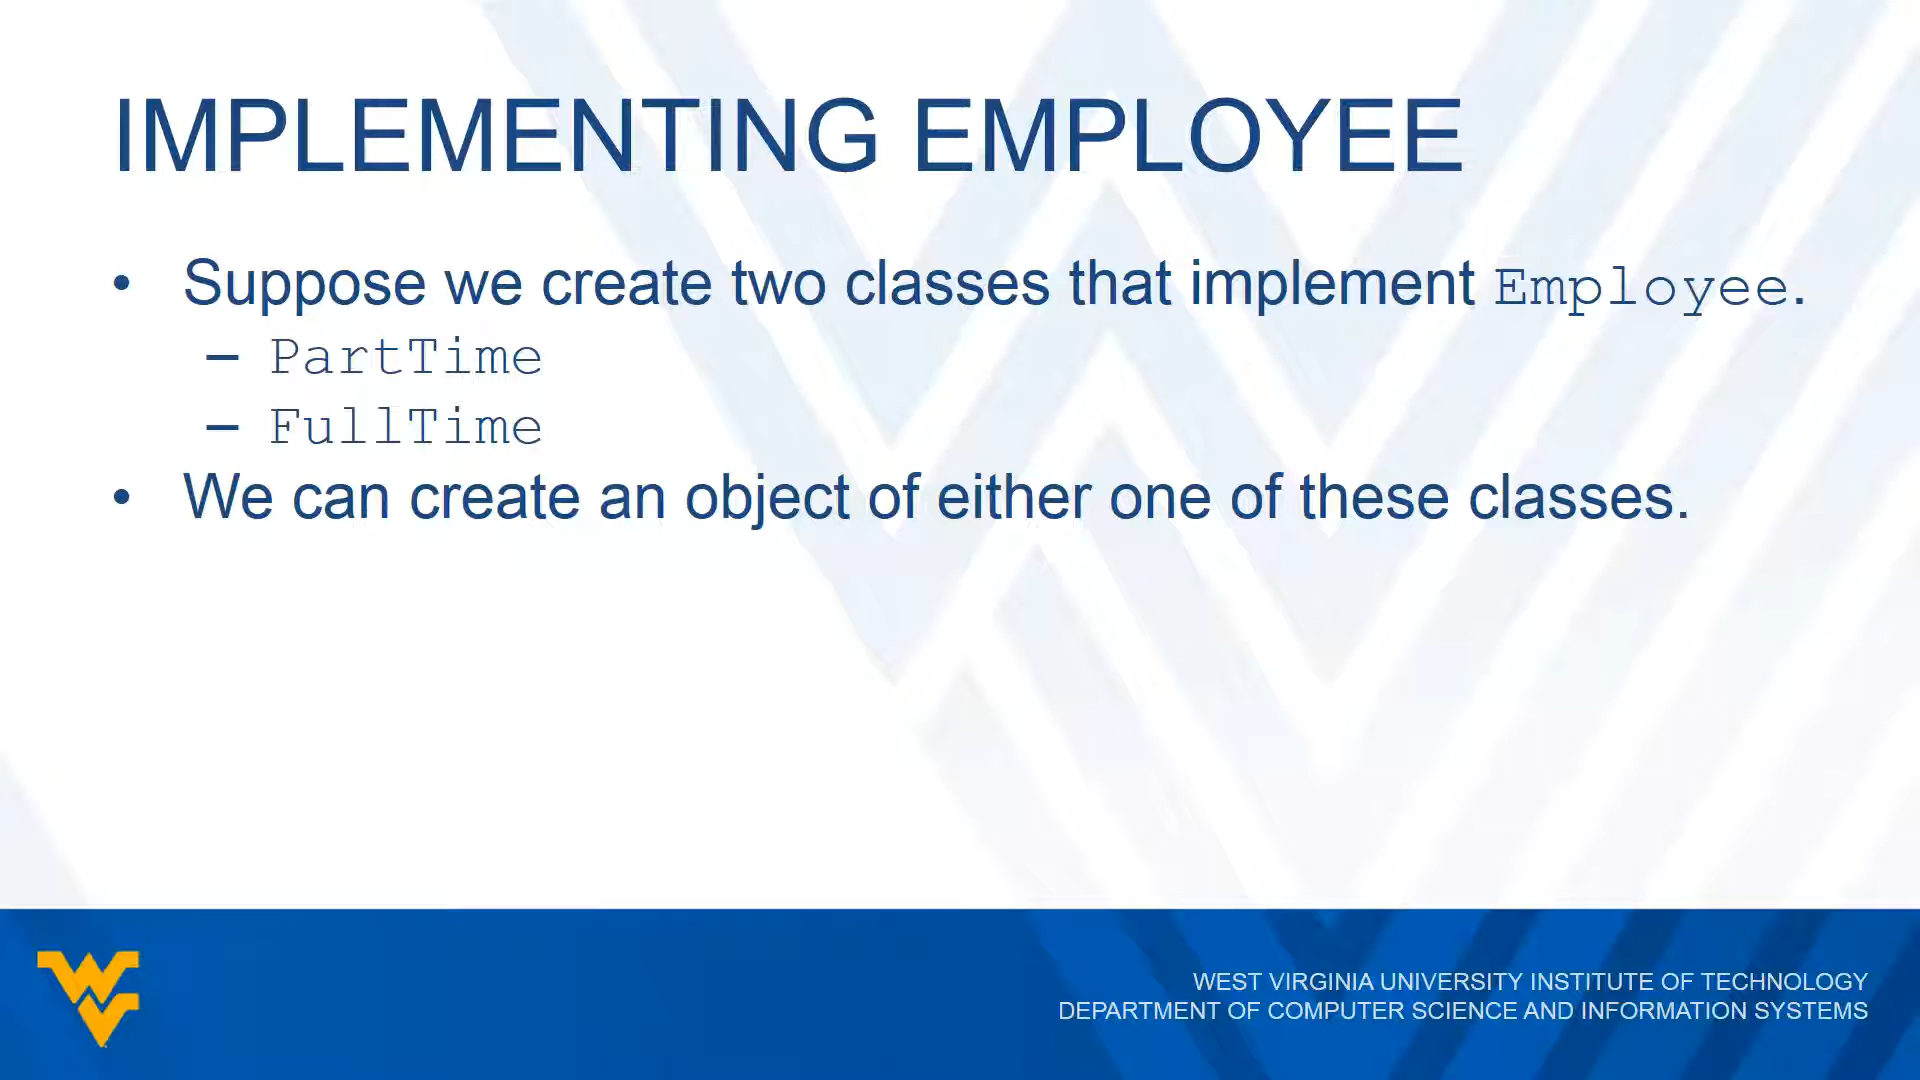 IMPLEMENTING EMPLOYEE
• Suppose we create two classes that implement Employee.
– PartTime
– FullTime
• We can create an object of either one of these classes.
WEST VIRGINIA UNIVERSITY INSTITUTE OF TECHNOLOGY
DEPARTMENT OF COMPUTER SCIENCE AND INFORMATION SYSTEMS